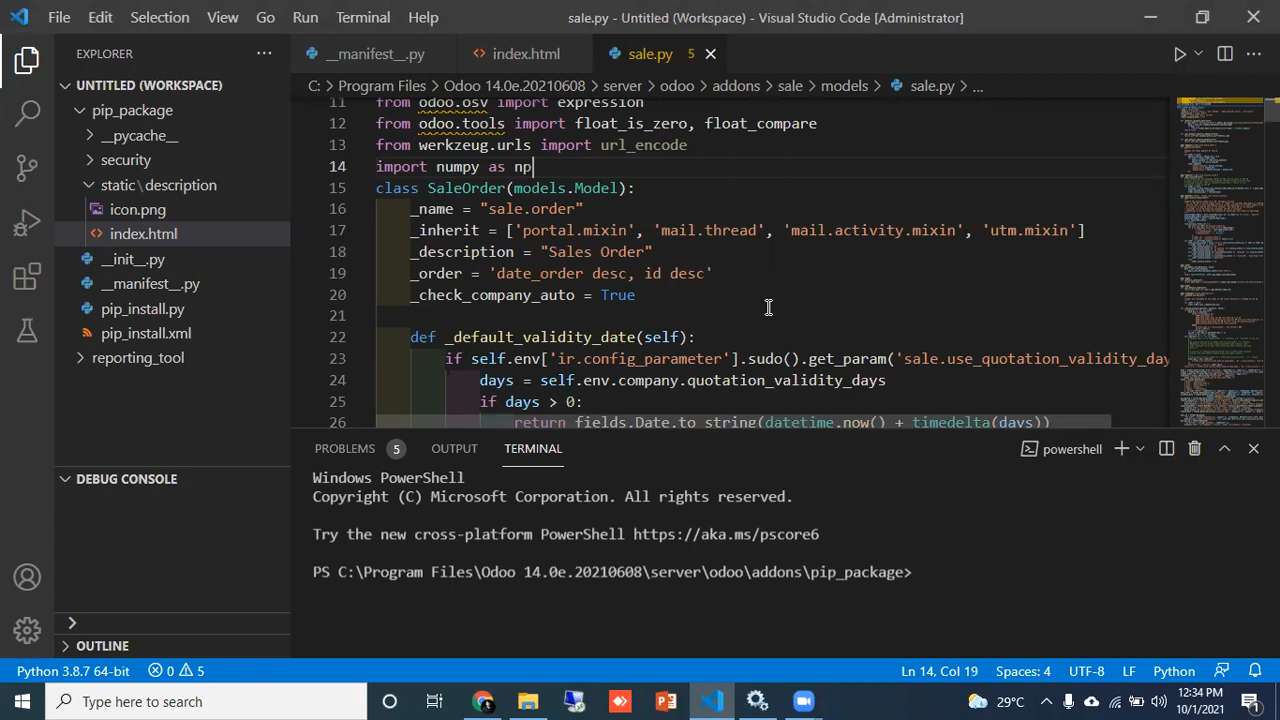 File Edit Selection View Go Run Terminal Help sale.py - Untitled (Workspace) - Visual Studio Code [Administrator]
EXPLORER ··· __manifest__.py <> index.html sale.py 5
UNTITLED (WORKSPACE)
C: > Program Files > Odoo 14.0e.20210608 > server > odoo > addons > sale > models > sale.py > ...
pip_package
__pycache__
security
static\description
icon.png
<> index.html
__init__.py
__manifest__.py
pip_install.py
pip_install.xml
reporting_tool
11 from odoo.osv import expression
12 from odoo.tools import float_is_zero, float_compare
13 from werkzeug.urls import url_encode
14 import numpy as np
15 class SaleOrder(models.Model):
16 _name = "sale.order"
17 _inherit = ['portal.mixin', 'mail.thread', 'mail.activity.mixin', 'utm.mixin']
18 _description = "Sales Order"
19 _order = 'date_order desc, id desc'
20 _check_company_auto = True
21
22 def _default_validity_date(self):
23 if self.env['ir.config_parameter'].sudo().get_param('sale.use_quotation_validity_day
24 days = self.env.company.quotation_validity_days
25 if days > 0:
26 return fields.Date.to_string(datetime.now() + timedelta(days))
DEBUG CONSOLE
OUTLINE
PROBLEMS 5 OUTPUT TERMINAL powershell
Windows PowerShell
Copyright (C) Microsoft Corporation. All rights reserved.
Try the new cross-platform PowerShell https://aka.ms/pscore6
PS C:\Program Files\Odoo 14.0e.20210608\server\odoo\addons\pip_package>
Python 3.8.7 64-bit 0 5 Ln 14, Col 19 Spaces: 4 UTF-8 LF Python
Type here to search 29°C 12:34 PM
10/1/2021